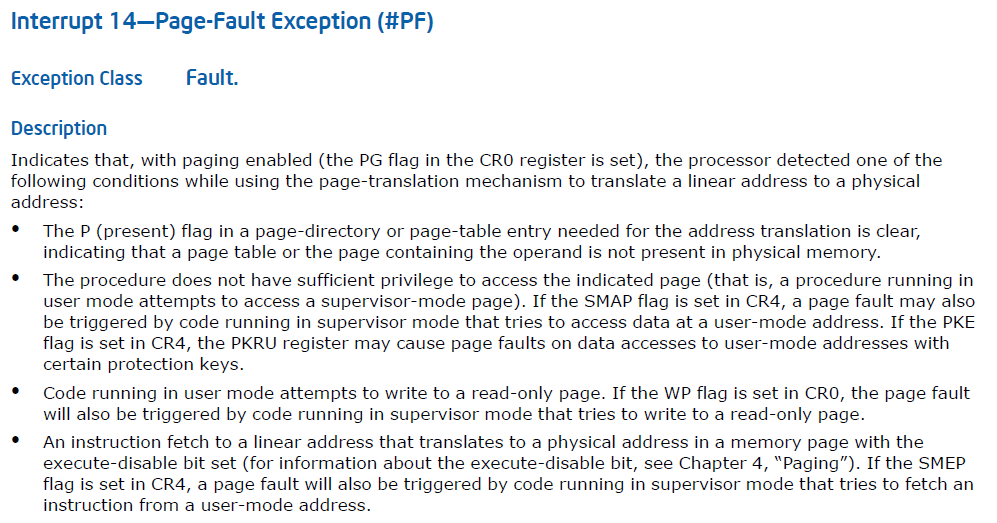 Interrupt 14—Page-Fault Exception (#PF)
Exception Class Fault.
Description
Indicates that, with paging enabled (the PG flag in the CR0 register is set), the processor detected one of the
following conditions while using the page-translation mechanism to translate a linear address to a physical
address:
• The P (present) flag in a page-directory or page-table entry needed for the address translation is clear,
indicating that a page table or the page containing the operand is not present in physical memory.
• The procedure does not have sufficient privilege to access the indicated page (that is, a procedure running in
user mode attempts to access a supervisor-mode page). If the SMAP flag is set in CR4, a page fault may also
be triggered by code running in supervisor mode that tries to access data at a user-mode address. If the PKE
flag is set in CR4, the PKRU register may cause page faults on data accesses to user-mode addresses with
certain protection keys.
• Code running in user mode attempts to write to a read-only page. If the WP flag is set in CR0, the page fault
will also be triggered by code running in supervisor mode that tries to write to a read-only page.
• An instruction fetch to a linear address that translates to a physical address in a memory page with the
execute-disable bit set (for information about the execute-disable bit, see Chapter 4, “Paging”). If the SMEP
flag is set in CR4, a page fault will also be triggered by code running in supervisor mode that tries to fetch an
instruction from a user-mode address.